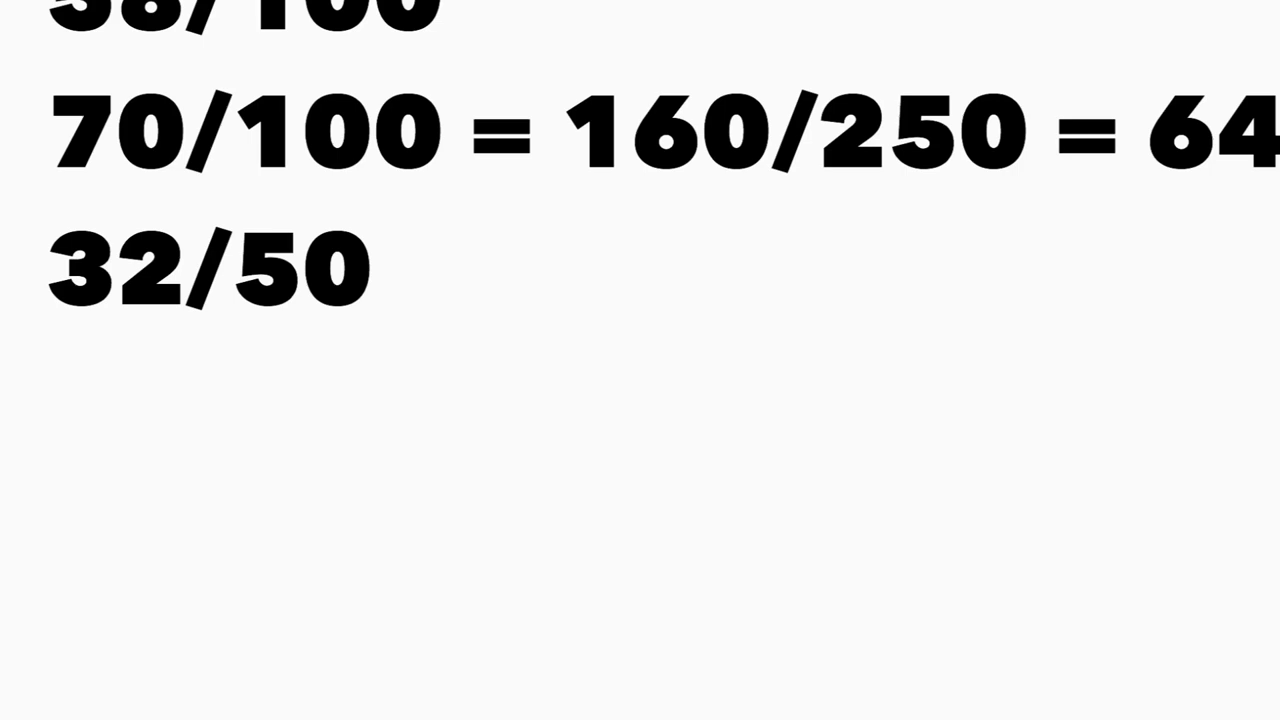 70/100 = 160/250 = 64
32/50